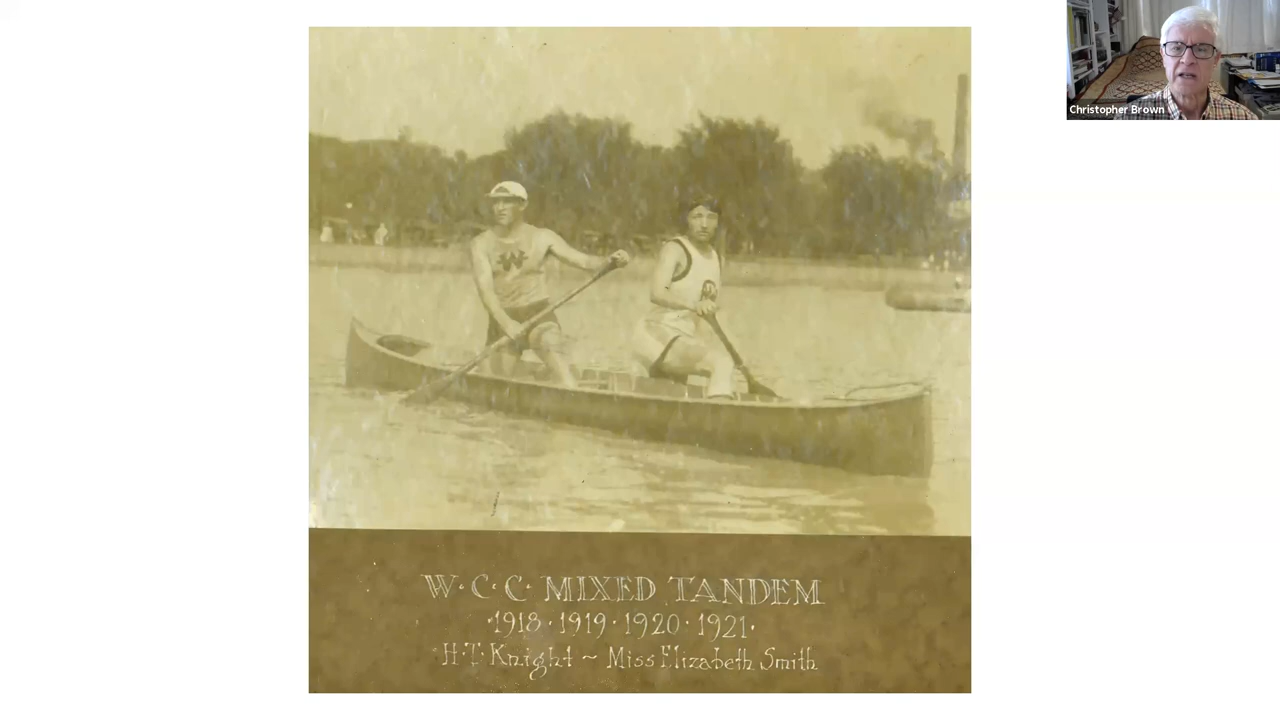 Christopher Brown
W
W·C·C· MIXED TANDEM
·1918·1919·1920·1921·
·H·T· Knight ~ Miss Elizabeth Smith